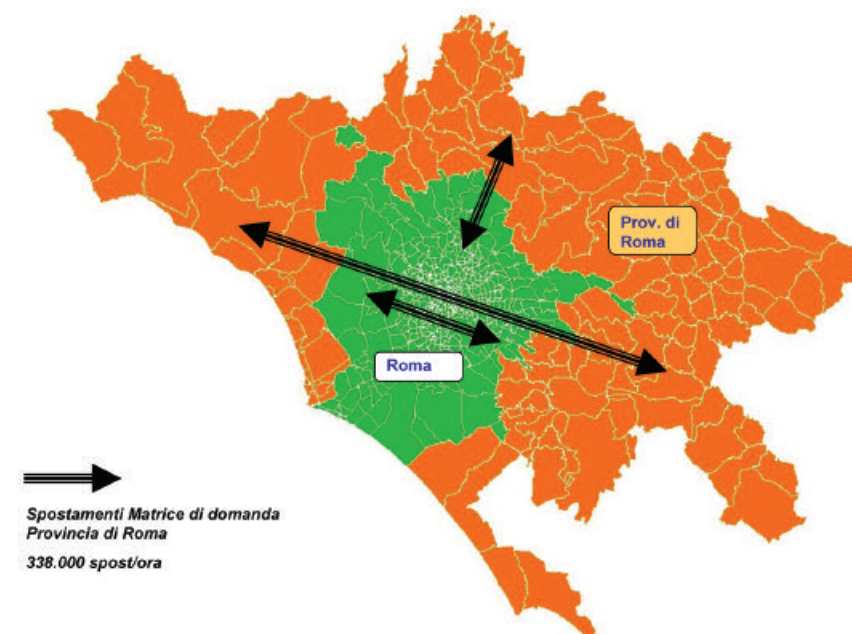 Prov. di
Roma
Roma
Spostamenti Matrice di domanda
Provincia di Roma
338.000 spost/ora